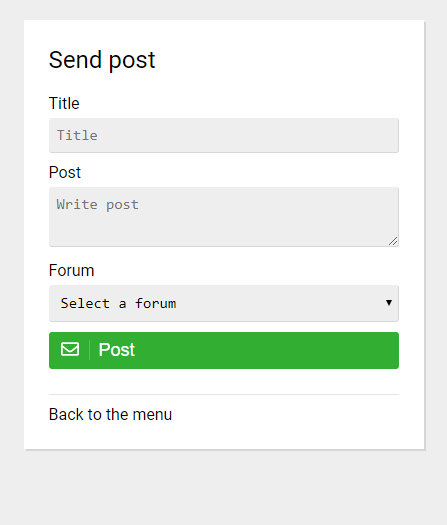 Send post
Title
Title
Post
Write post
Forum
Select a forum
Post
Back to the menu